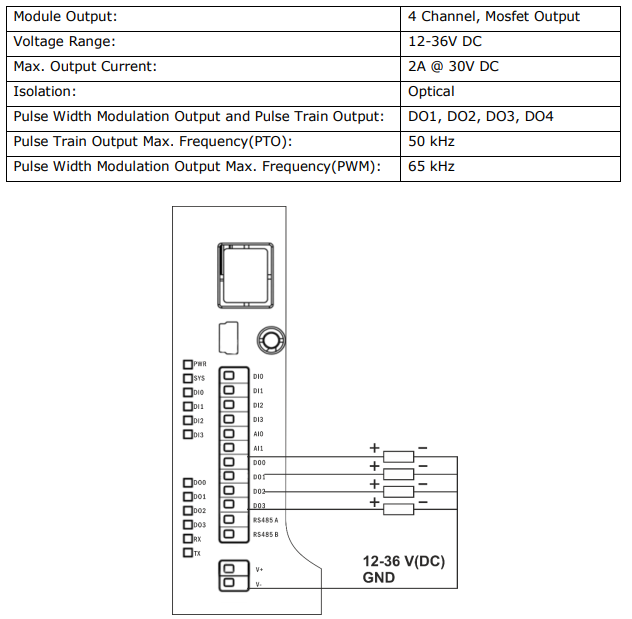 Module Output: 4 Channel, Mosfet Output
Voltage Range: 12-36V DC
Max. Output Current: 2A @ 30V DC
Isolation: Optical
Pulse Width Modulation Output and Pulse Train Output: DO1, DO2, DO3, DO4
Pulse Train Output Max. Frequency(PTO): 50 kHz
Pulse Width Modulation Output Max. Frequency(PWM): 65 kHz
PWR
SYS
DI0
DI1
DI2
DI3
DO0
DO1
DO2
DO3
RX
TX
DI0
DI1
DI2
DI3
AI0
AI1
DO0
DO1
DO2
DO3
RS485 A
RS485 B
V+
V-
+ −
+ −
+ −
+ −
12-36 V(DC)
GND